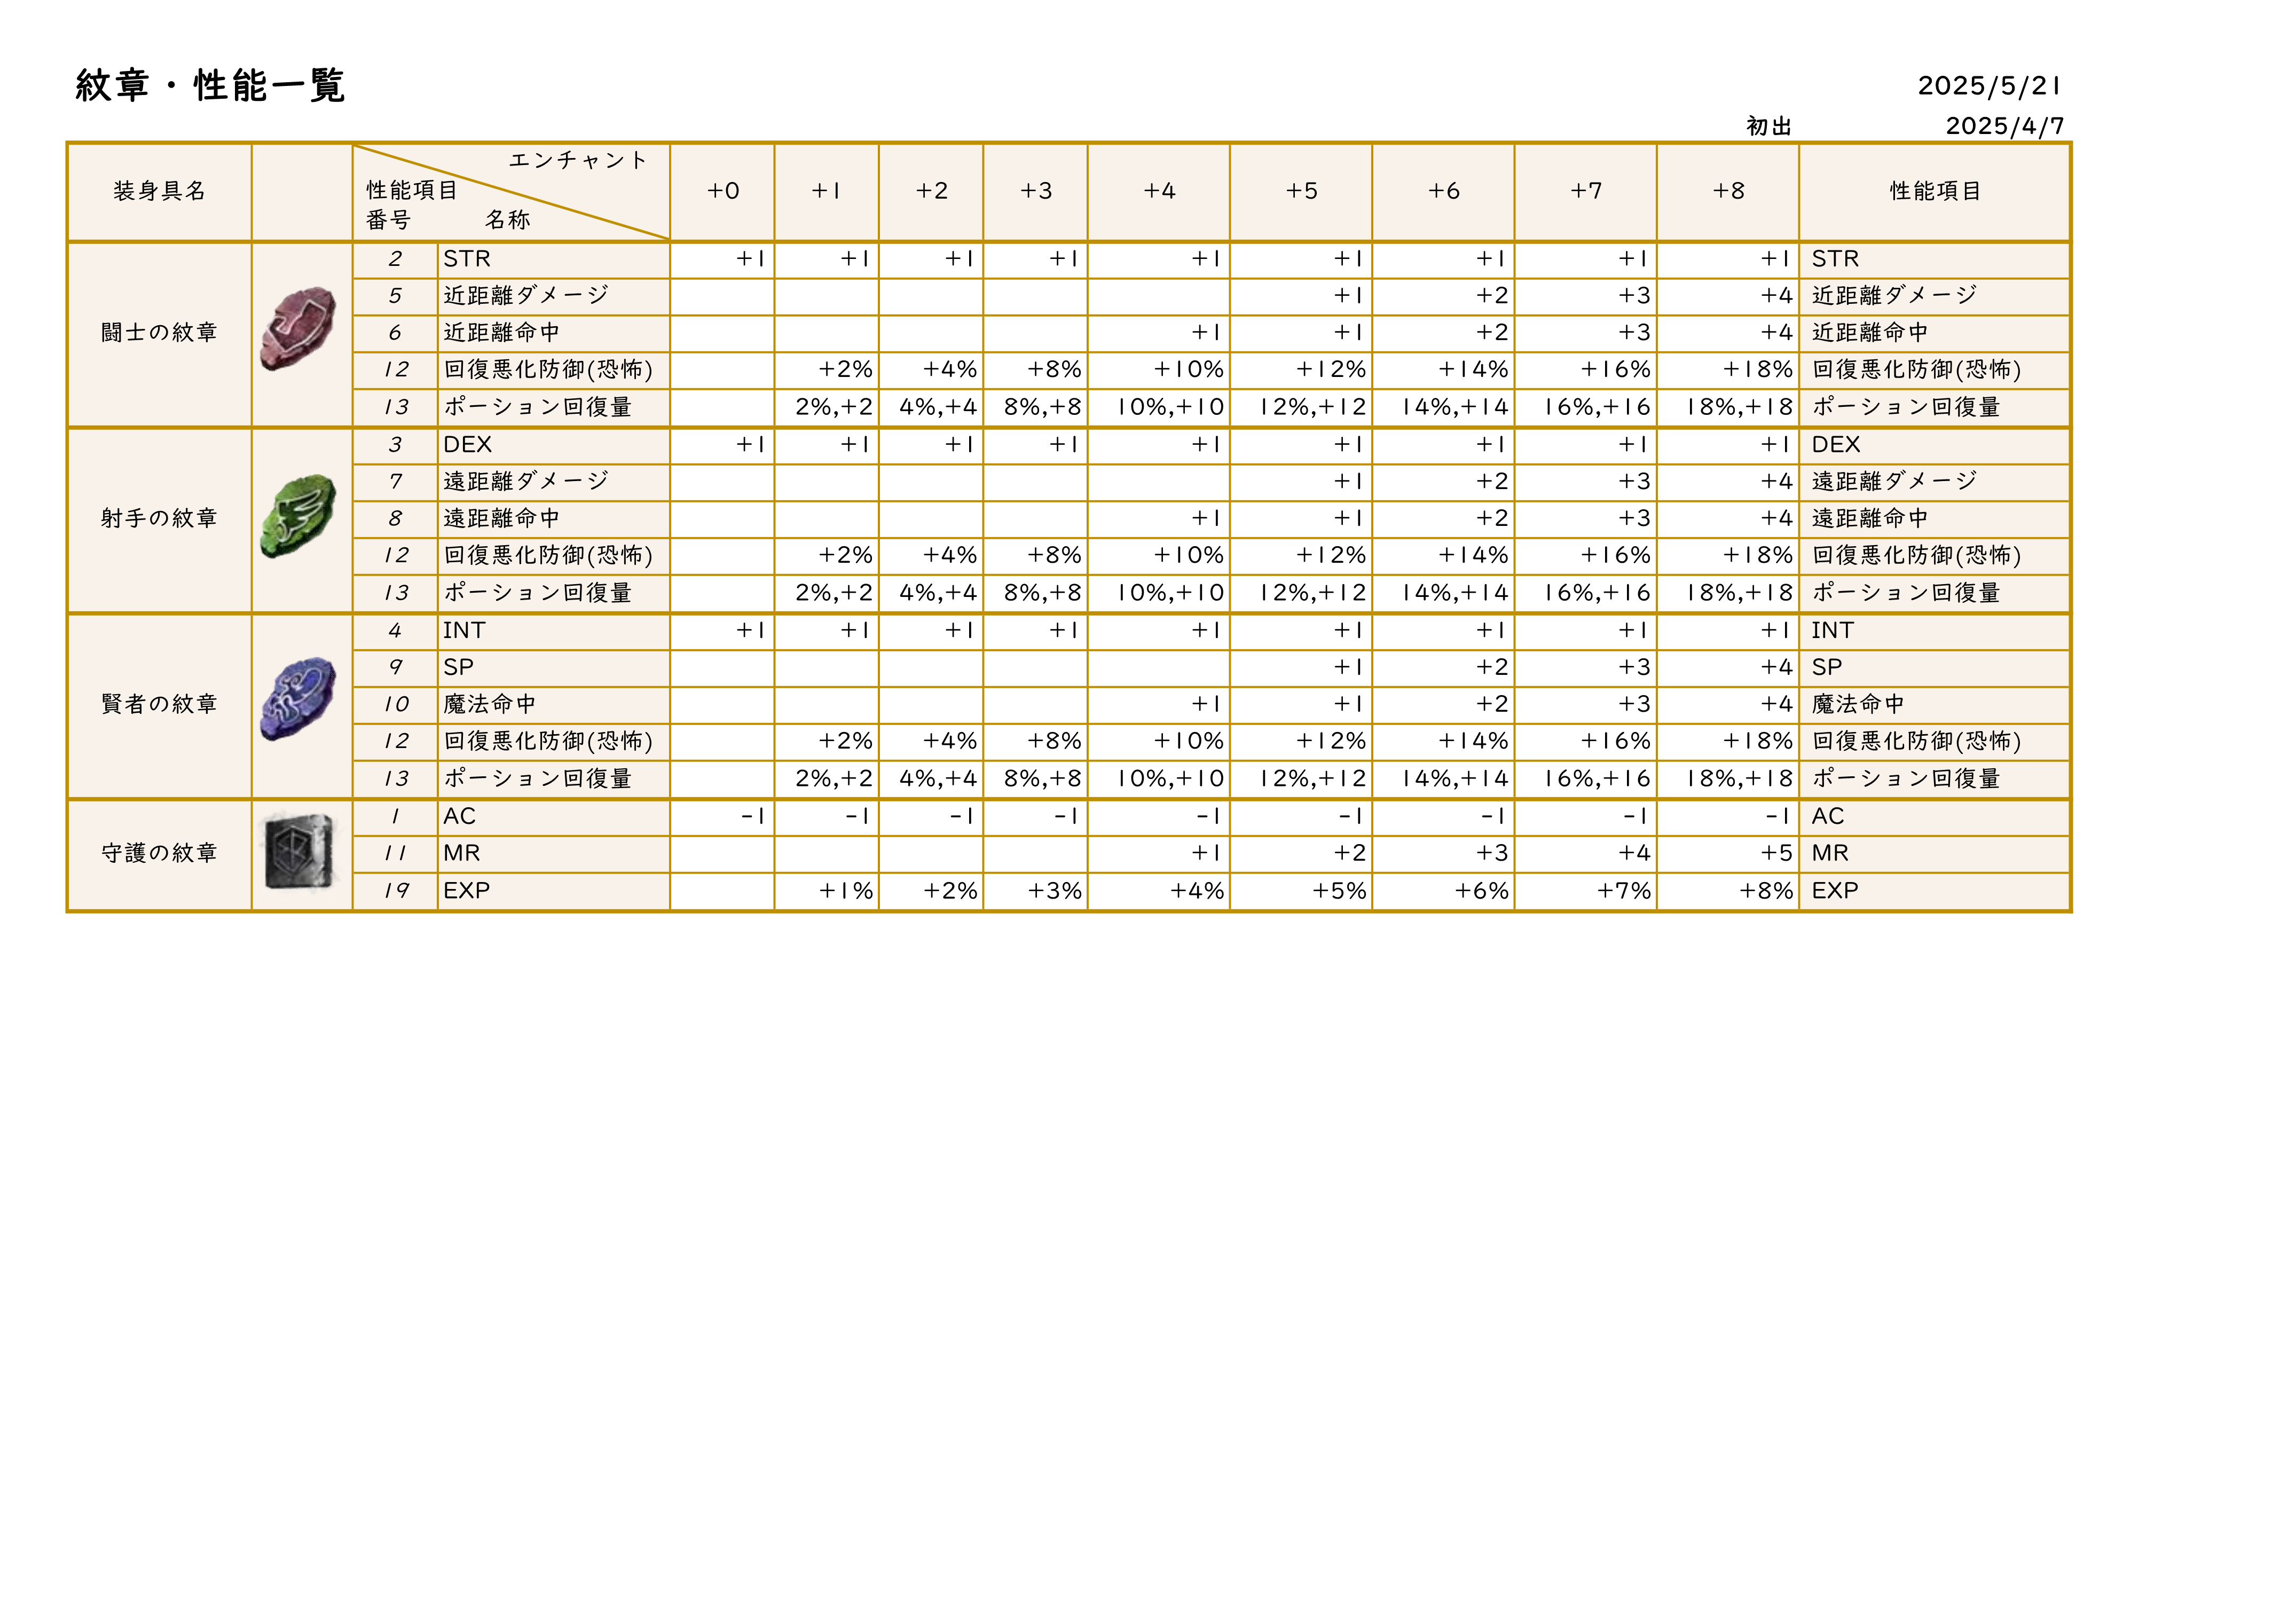 紋章・性能一覧
2025/5/21
初出 2025/4/7
装身具名 エンチャント 性能項目 番号 名称 +0 +1 +2 +3 +4 +5 +6 +7 +8 性能項目
闘士の紋章
2 STR +1 +1 +1 +1 +1 +1 +1 +1 +1 STR
5 近距離ダメージ +1 +2 +3 +4 近距離ダメージ
6 近距離命中 +1 +1 +2 +3 +4 近距離命中
12 回復悪化防御(恐怖) +2% +4% +8% +10% +12% +14% +16% +18% 回復悪化防御(恐怖)
13 ポーション回復量 2%,+2 4%,+4 8%,+8 10%,+10 12%,+12 14%,+14 16%,+16 18%,+18 ポーション回復量
射手の紋章
3 DEX +1 +1 +1 +1 +1 +1 +1 +1 +1 DEX
7 遠距離ダメージ +1 +2 +3 +4 遠距離ダメージ
8 遠距離命中 +1 +1 +2 +3 +4 遠距離命中
12 回復悪化防御(恐怖) +2% +4% +8% +10% +12% +14% +16% +18% 回復悪化防御(恐怖)
13 ポーション回復量 2%,+2 4%,+4 8%,+8 10%,+10 12%,+12 14%,+14 16%,+16 18%,+18 ポーション回復量
賢者の紋章
4 INT +1 +1 +1 +1 +1 +1 +1 +1 +1 INT
9 SP +1 +2 +3 +4 SP
10 魔法命中 +1 +1 +2 +3 +4 魔法命中
12 回復悪化防御(恐怖) +2% +4% +8% +10% +12% +14% +16% +18% 回復悪化防御(恐怖)
13 ポーション回復量 2%,+2 4%,+4 8%,+8 10%,+10 12%,+12 14%,+14 16%,+16 18%,+18 ポーション回復量
守護の紋章
1 AC -1 -1 -1 -1 -1 -1 -1 -1 -1 AC
11 MR +1 +2 +3 +4 +5 MR
19 EXP +1% +2% +3% +4% +5% +6% +7% +8% EXP